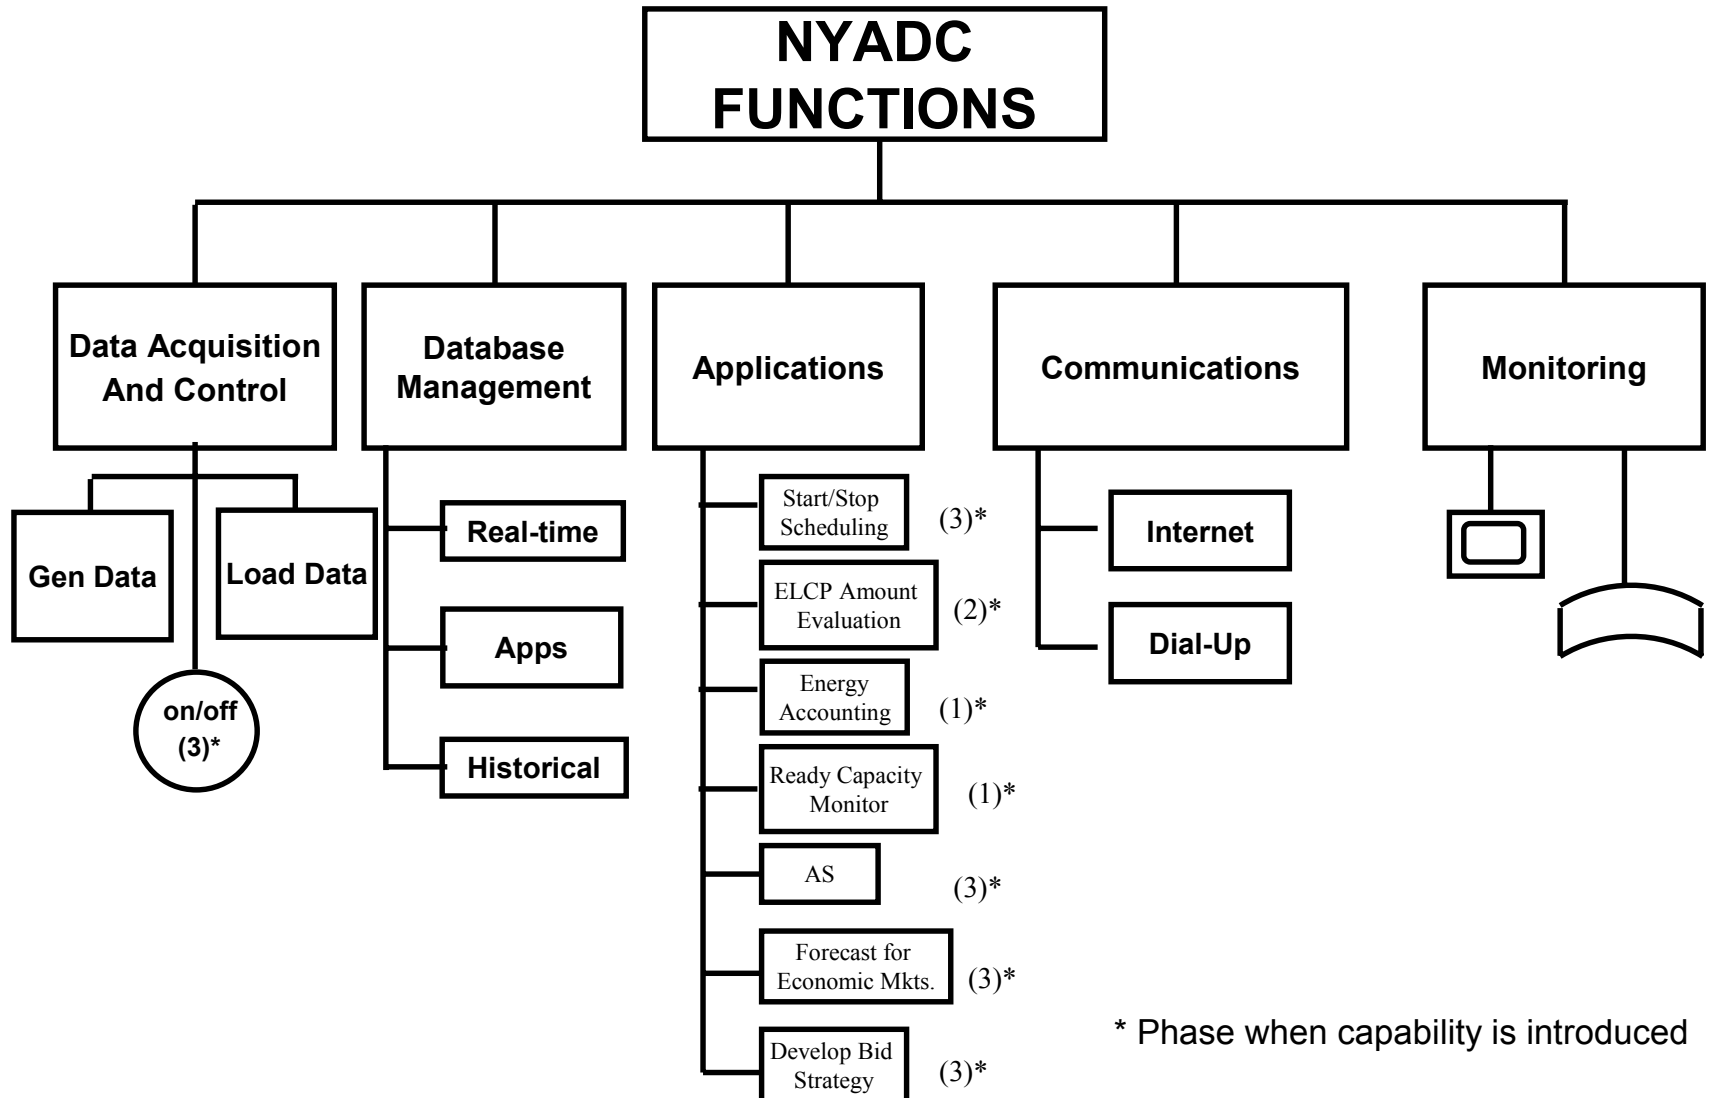 NYADC
FUNCTIONS
Data Acquisition
And Control
Database
Management
Applications
Communications
Monitoring
Gen Data
Load Data
on/off
(3)*
Real-time
Apps
Historical
Start/Stop
Scheduling
(3)*
ELCP Amount
Evaluation
(2)*
Energy
Accounting
(1)*
Ready Capacity
Monitor
(1)*
AS
(3)*
Forecast for
Economic Mkts.
(3)*
Develop Bid
Strategy
(3)*
Internet
Dial-Up
* Phase when capability is introduced